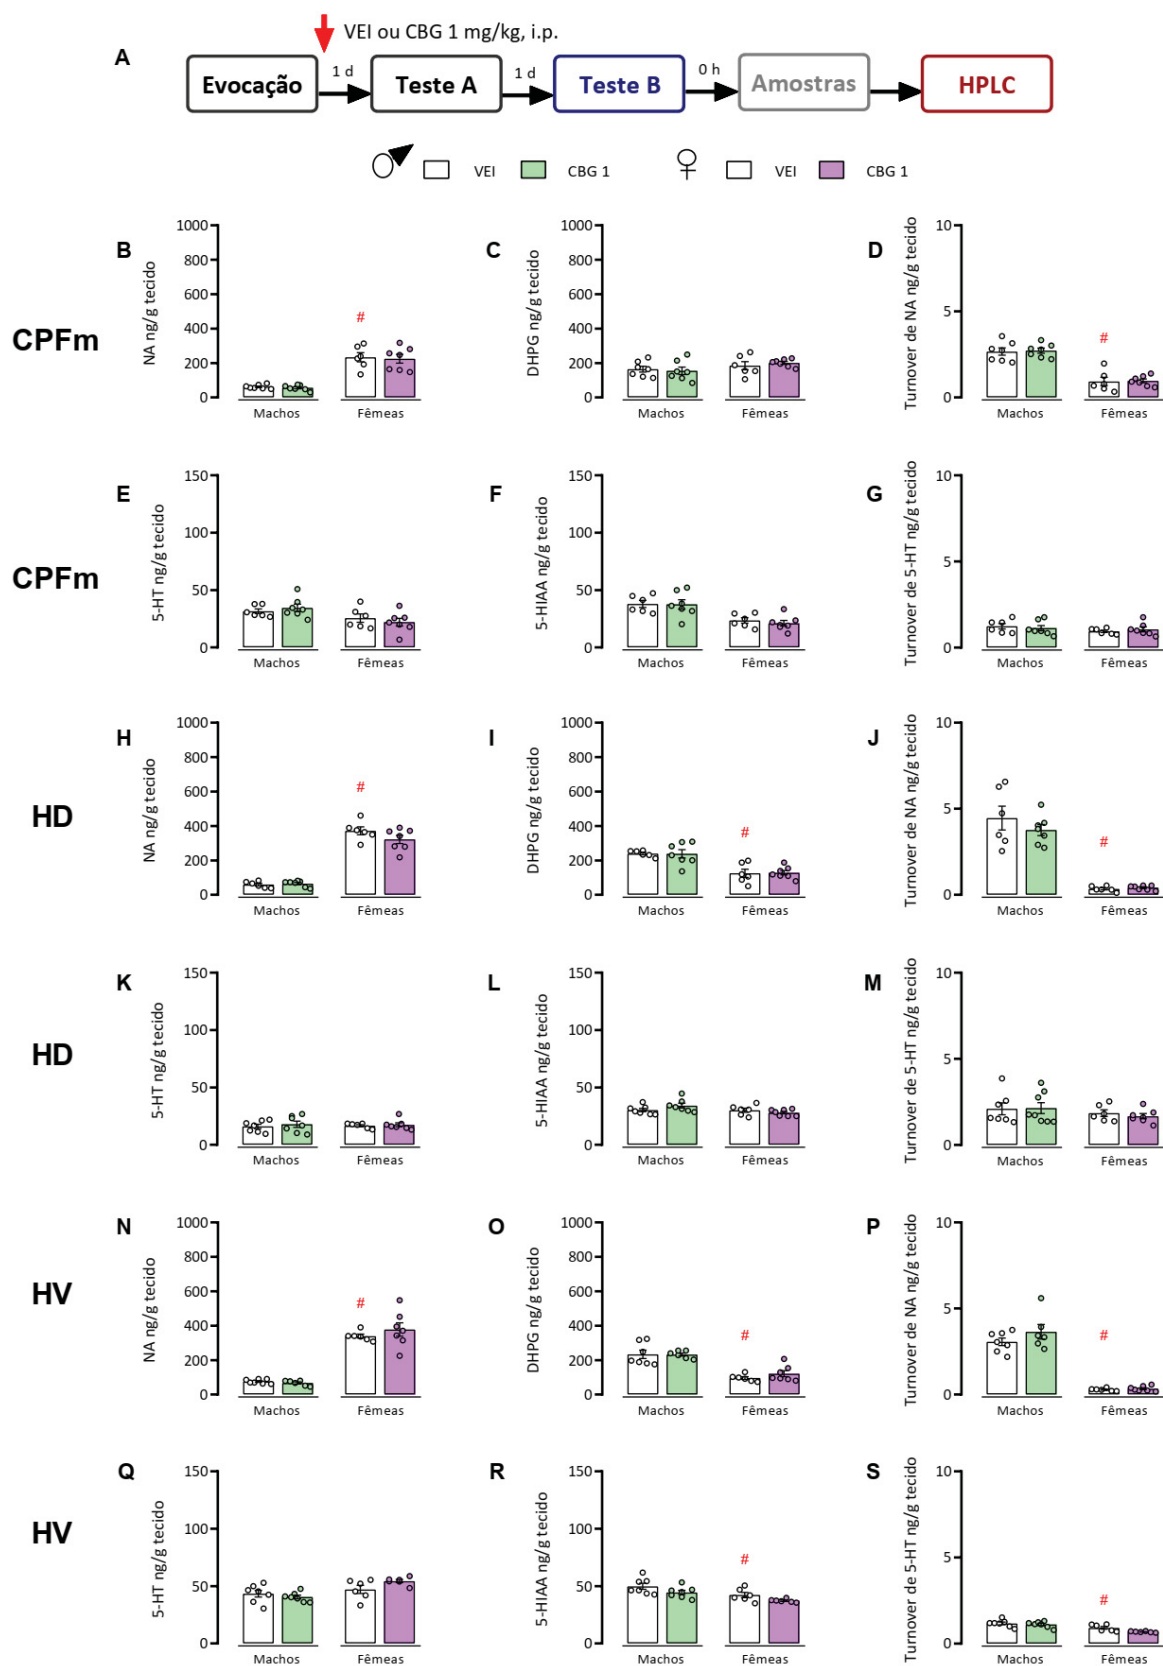 VEI ou CBG 1 mg/kg, i.p.
A
Evocação
1 d
Teste A
1 d
Teste B
0 h
Amostras
HPLC
VEI
CBG 1
VEI
CBG 1
CPFm
B
NA ng/g tecido
1000
800
600
400
200
0
#
Machos
Fêmeas
C
DHPG ng/g tecido
1000
800
600
400
200
0
Machos
Fêmeas
D
Turnover de NA ng/g tecido
10
5
0
#
Machos
Fêmeas
CPFm
E
5-HT ng/g tecido
150
100
50
0
Machos
Fêmeas
F
5-HIAA ng/g tecido
150
100
50
0
Machos
Fêmeas
G
Turnover de 5-HT ng/g tecido
10
5
0
Machos
Fêmeas
HD
H
NA ng/g tecido
1000
800
600
400
200
0
#
Machos
Fêmeas
I
DHPG ng/g tecido
1000
800
600
400
200
0
#
Machos
Fêmeas
J
Turnover de NA ng/g tecido
10
5
0
#
Machos
Fêmeas
HD
K
5-HT ng/g tecido
150
100
50
0
Machos
Fêmeas
L
5-HIAA ng/g tecido
150
100
50
0
Machos
Fêmeas
M
Turnover de 5-HT ng/g tecido
10
5
0
Machos
Fêmeas
HV
N
NA ng/g tecido
1000
800
600
400
200
0
#
Machos
Fêmeas
O
DHPG ng/g tecido
1000
800
600
400
200
0
#
Machos
Fêmeas
P
Turnover de NA ng/g tecido
10
5
0
#
Machos
Fêmeas
HV
Q
5-HT ng/g tecido
150
100
50
0
Machos
Fêmeas
R
5-HIAA ng/g tecido
150
100
50
0
#
Machos
Fêmeas
S
Turnover de 5-HT ng/g tecido
10
5
0
#
Machos
Fêmeas